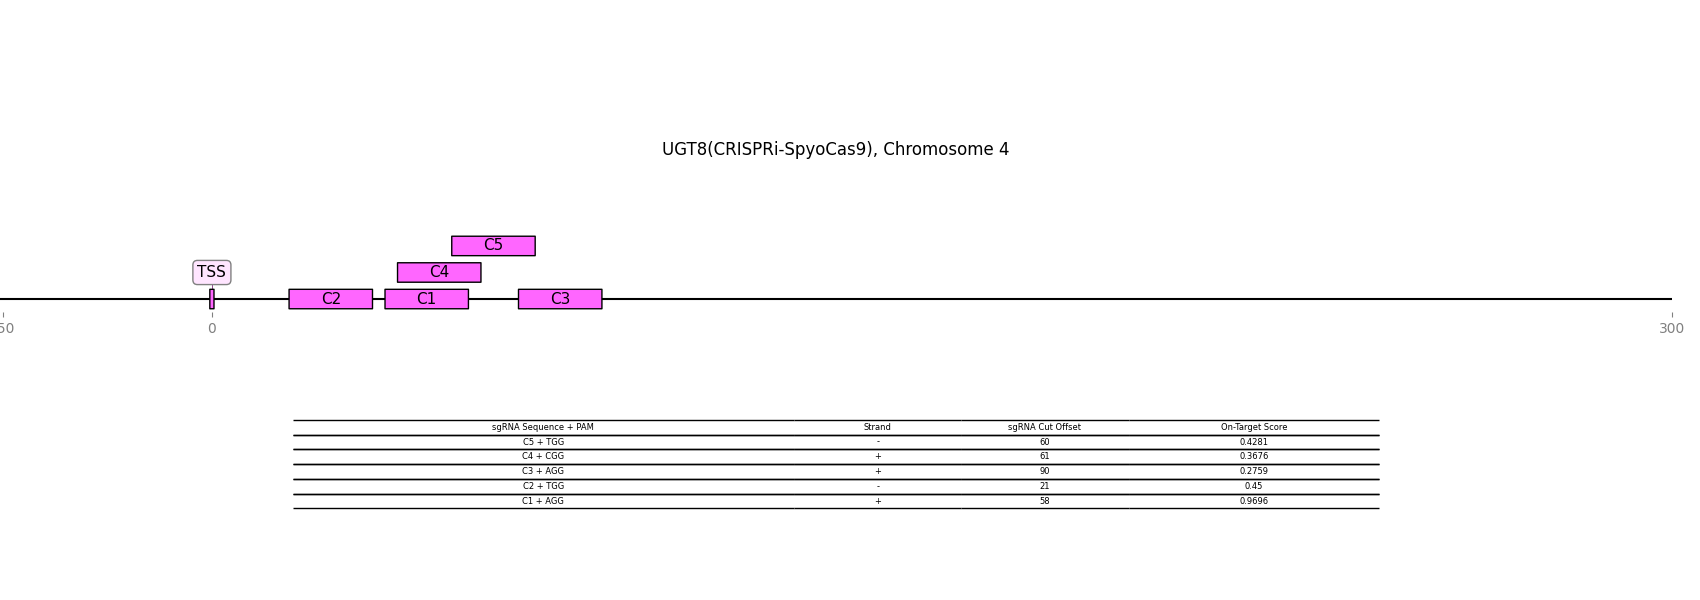 UGT8(CRISPRi-SpyoCas9), Chromosome 4
C5
TSS C4
C2 C1 C3
50 0 300
sgRNA Sequence + PAM Strand sgRNA Cut Offset On-Target Score
C5 + TGG - 60 0.4281
C4 + CGG + 61 0.3676
C3 + AGG + 90 0.2759
C2 + TGG - 21 0.45
C1 + AGG + 58 0.9696